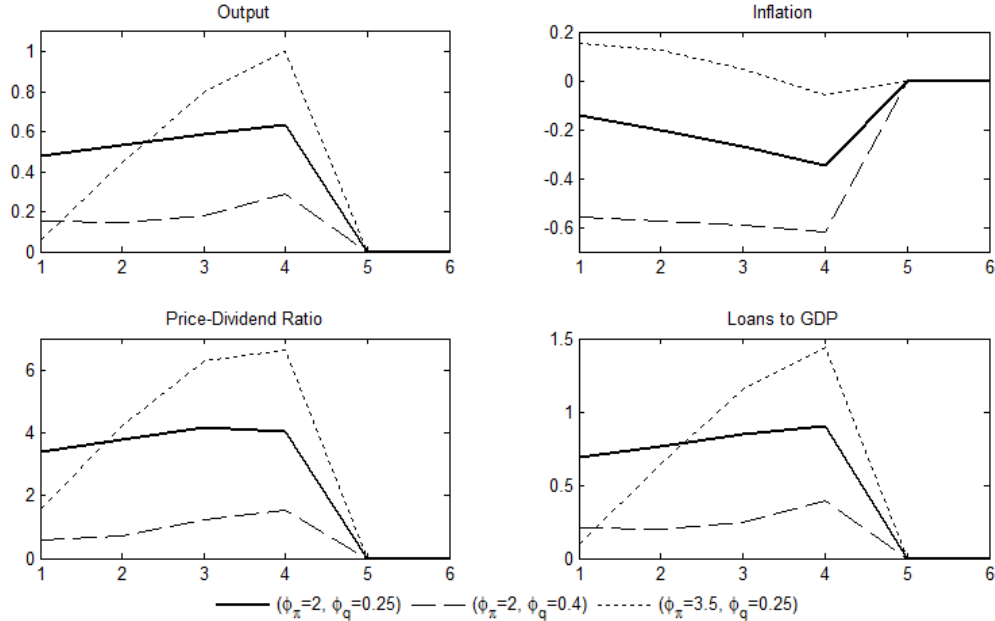 Output
1
0.8
0.6
0.4
0.2
0
1 2 3 4 5 6
Inflation
0.2
0
-0.2
-0.4
-0.6
1 2 3 4 5 6
Price-Dividend Ratio
6
4
2
0
1 2 3 4 5 6
Loans to GDP
1.5
1
0.5
0
1 2 3 4 5 6
(ϕπ=2, ϕq=0.25) (ϕπ=2, ϕq=0.4) (ϕπ=3.5, ϕq=0.25)